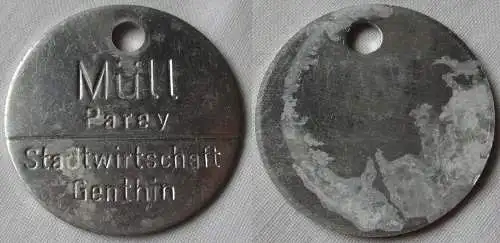 Müll
Parey
Stadtwirtschaft
Genthin